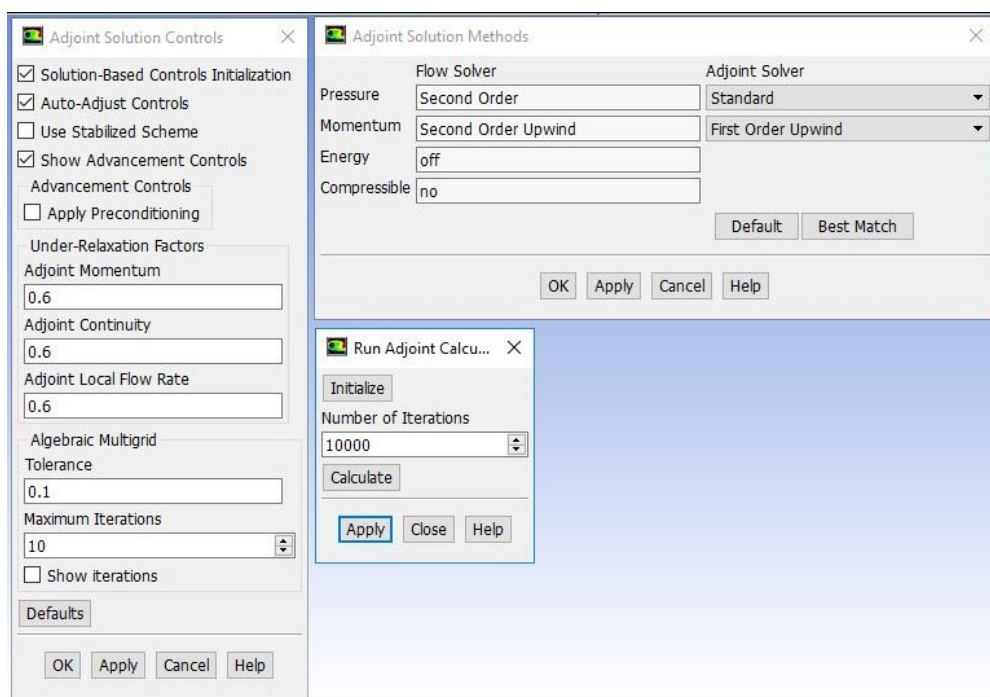 Adjoint Solution Controls
Solution-Based Controls Initialization
Auto-Adjust Controls
Use Stabilized Scheme
Show Advancement Controls
Advancement Controls
Apply Preconditioning
Under-Relaxation Factors
Adjoint Momentum
0.6
Adjoint Continuity
0.6
Adjoint Local Flow Rate
0.6
Algebraic Multigrid
Tolerance
0.1
Maximum Iterations
10
Show iterations
Defaults
OK Apply Cancel Help
Adjoint Solution Methods
Flow Solver Adjoint Solver
Pressure Second Order Standard
Momentum Second Order Upwind First Order Upwind
Energy off
Compressible no
Default Best Match
OK Apply Cancel Help
Run Adjoint Calcu...
Initialize
Number of Iterations
10000
Calculate
Apply Close Help